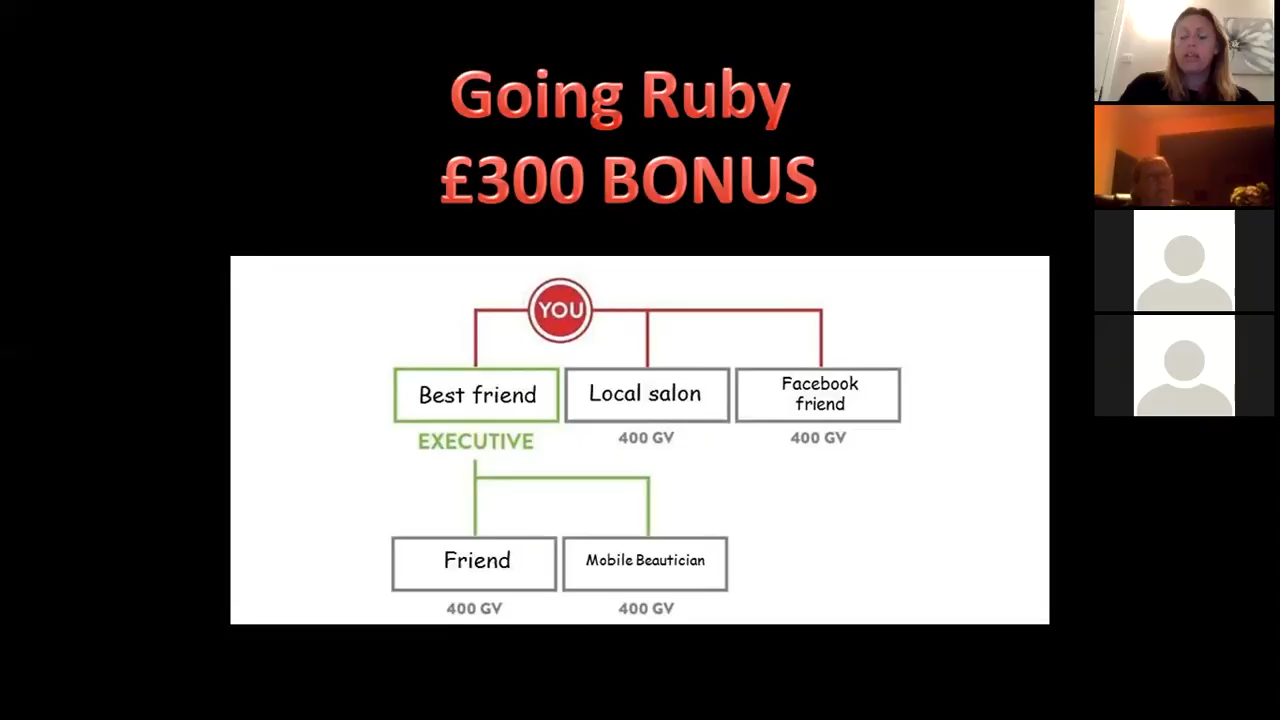 Going Ruby
£300 BONUS
YOU
Best friend
Local salon
Facebook
friend
EXECUTIVE
400 GV
400 GV
Friend
Mobile Beautician
400 GV
400 GV